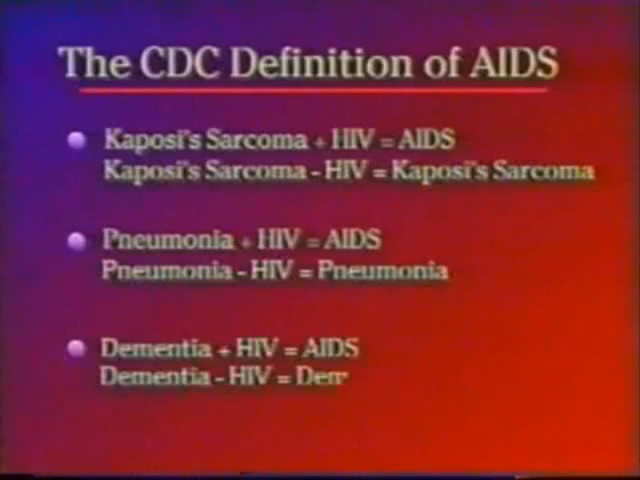 The CDC Definition of AIDS
Kaposi's Sarcoma + HIV = AIDS
Kaposi's Sarcoma - HIV = Kaposi's Sarcoma
Pneumonia + HIV = AIDS
Pneumonia - HIV = Pneumonia
Dementia + HIV = AIDS
Dementia - HIV =